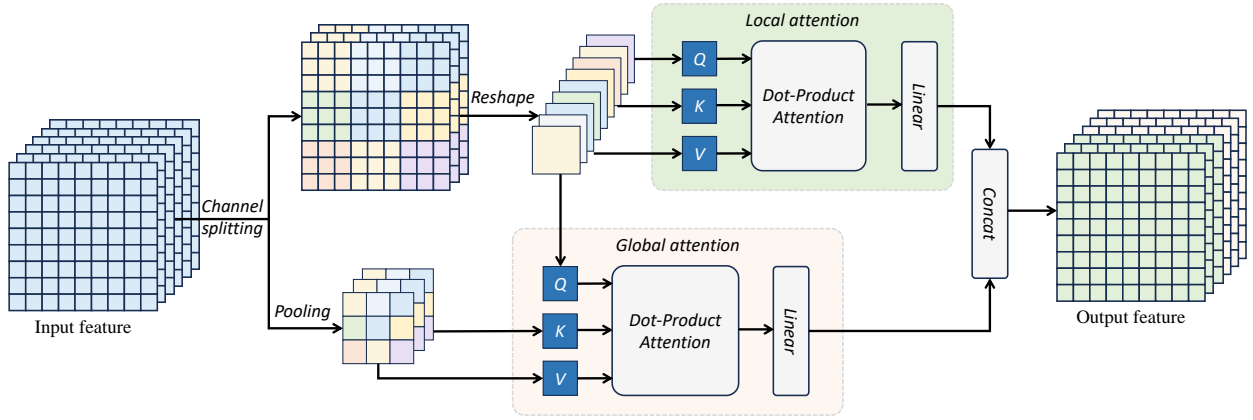 Input feature
Channel
splitting
Reshape
Pooling
Local attention
Q
K
V
Dot-Product
Attention
Linear
Global attention
Q
K
V
Dot-Product
Attention
Linear
Concat
Output feature